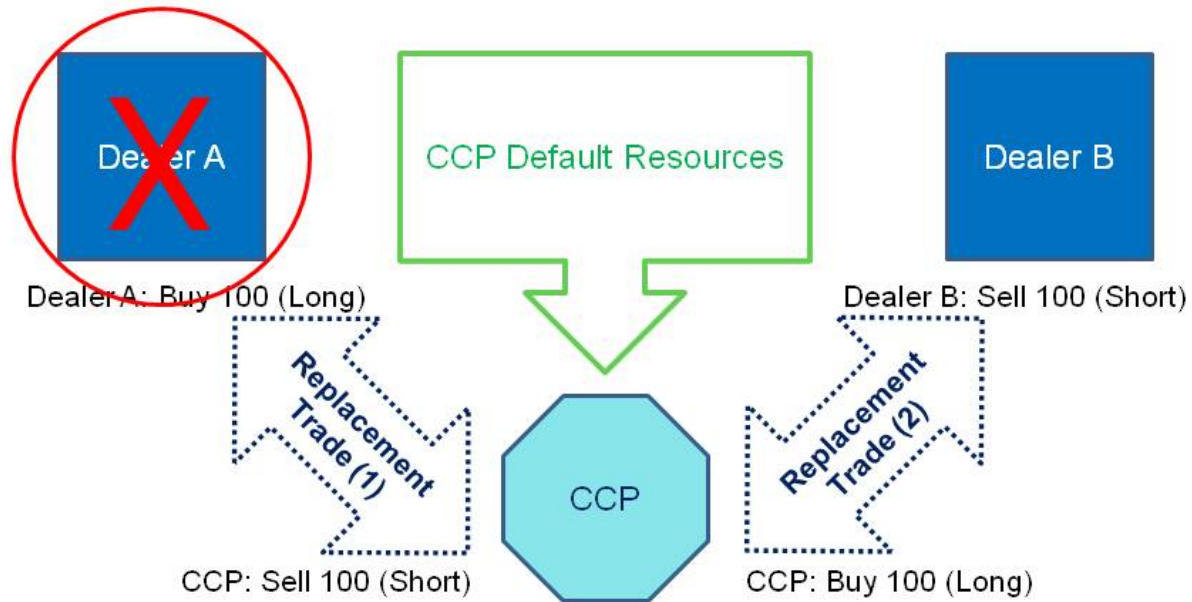 Dealer A
X
CCP Default Resources
Dealer B
Dealer A: Buy 100 (Long)
Dealer B: Sell 100 (Short)
Replacement
Trade (1)
Replacement
Trade (2)
CCP
CCP: Sell 100 (Short)
CCP: Buy 100 (Long)